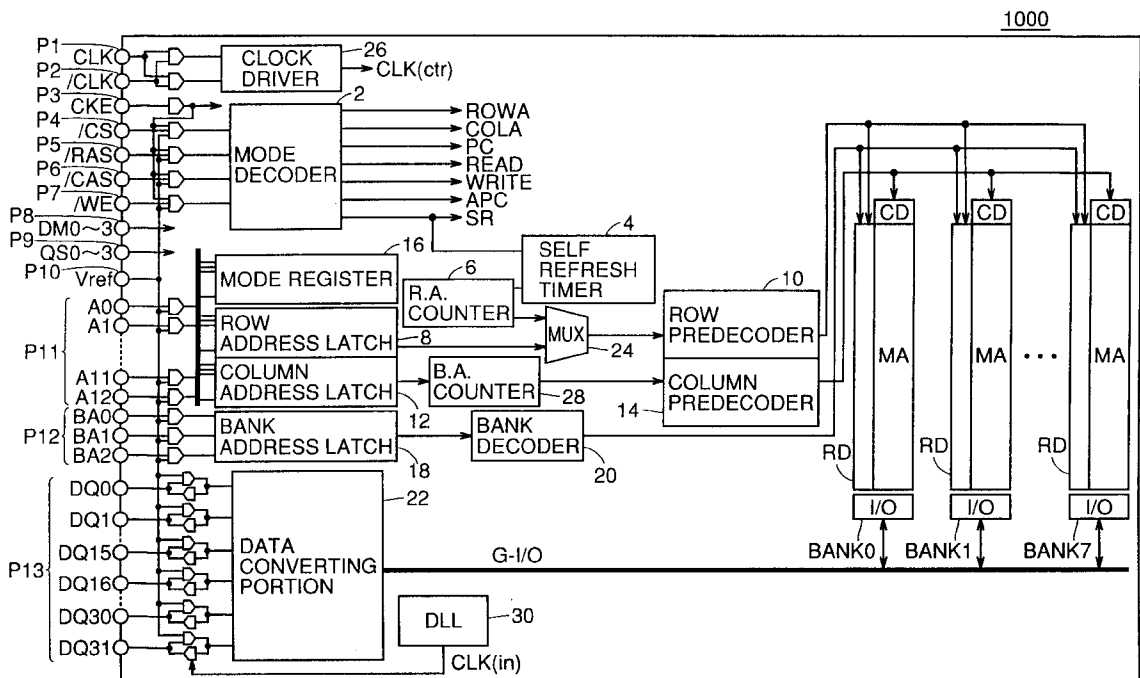 1000
P1
CLK
P2
/CLK
P3
CKE
P4
/CS
P5
/RAS
P6
/CAS
P7
/WE
P8
DM0~3
P9
QS0~3
P10
Vref
P11
A0
A1
A11
A12
P12
BA0
BA1
BA2
P13
DQ0
DQ1
DQ15
DQ16
DQ30
DQ31
CLOCK
DRIVER
26
CLK(ctr)
2
MODE
DECODER
ROWA
COLA
PC
READ
WRITE
APC
SR
16
MODE REGISTER
4
SELF
REFRESH
TIMER
6
R.A.
COUNTER
ROW
ADDRESS LATCH
8
MUX
24
10
ROW
PREDECODER
COLUMN
ADDRESS LATCH
12
B.A.
COUNTER
28
COLUMN
PREDECODER
14
BANK
ADDRESS LATCH
18
BANK
DECODER
20
22
DATA
CONVERTING
PORTION
G-I/O
DLL
30
CLK(in)
CD
CD
CD
MA
MA
MA
RD
RD
RD
I/O
I/O
I/O
BANK0
BANK1
BANK7